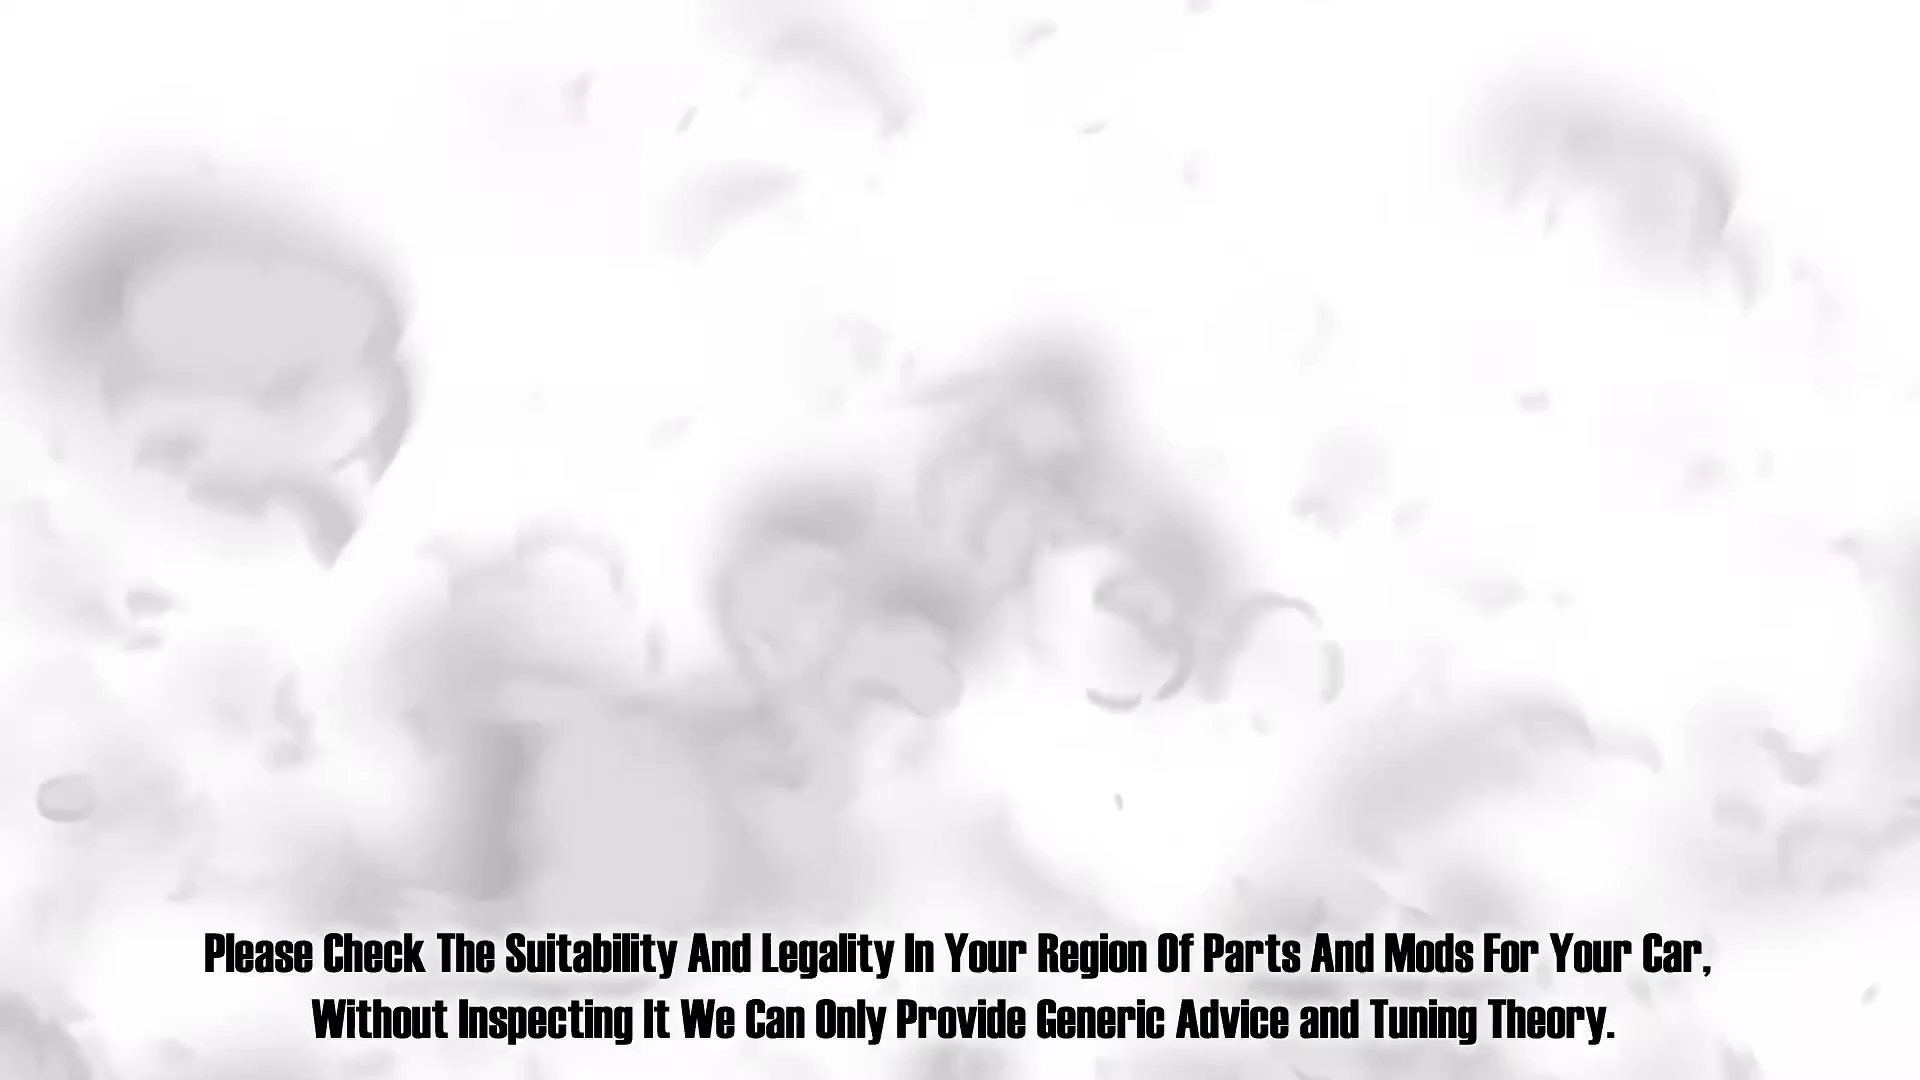 Please Check The Suitability And Legality In Your Region Of Parts And Mods For Your Car,
Without Inspecting It We Can Only Provide Generic Advice and Tuning Theory.